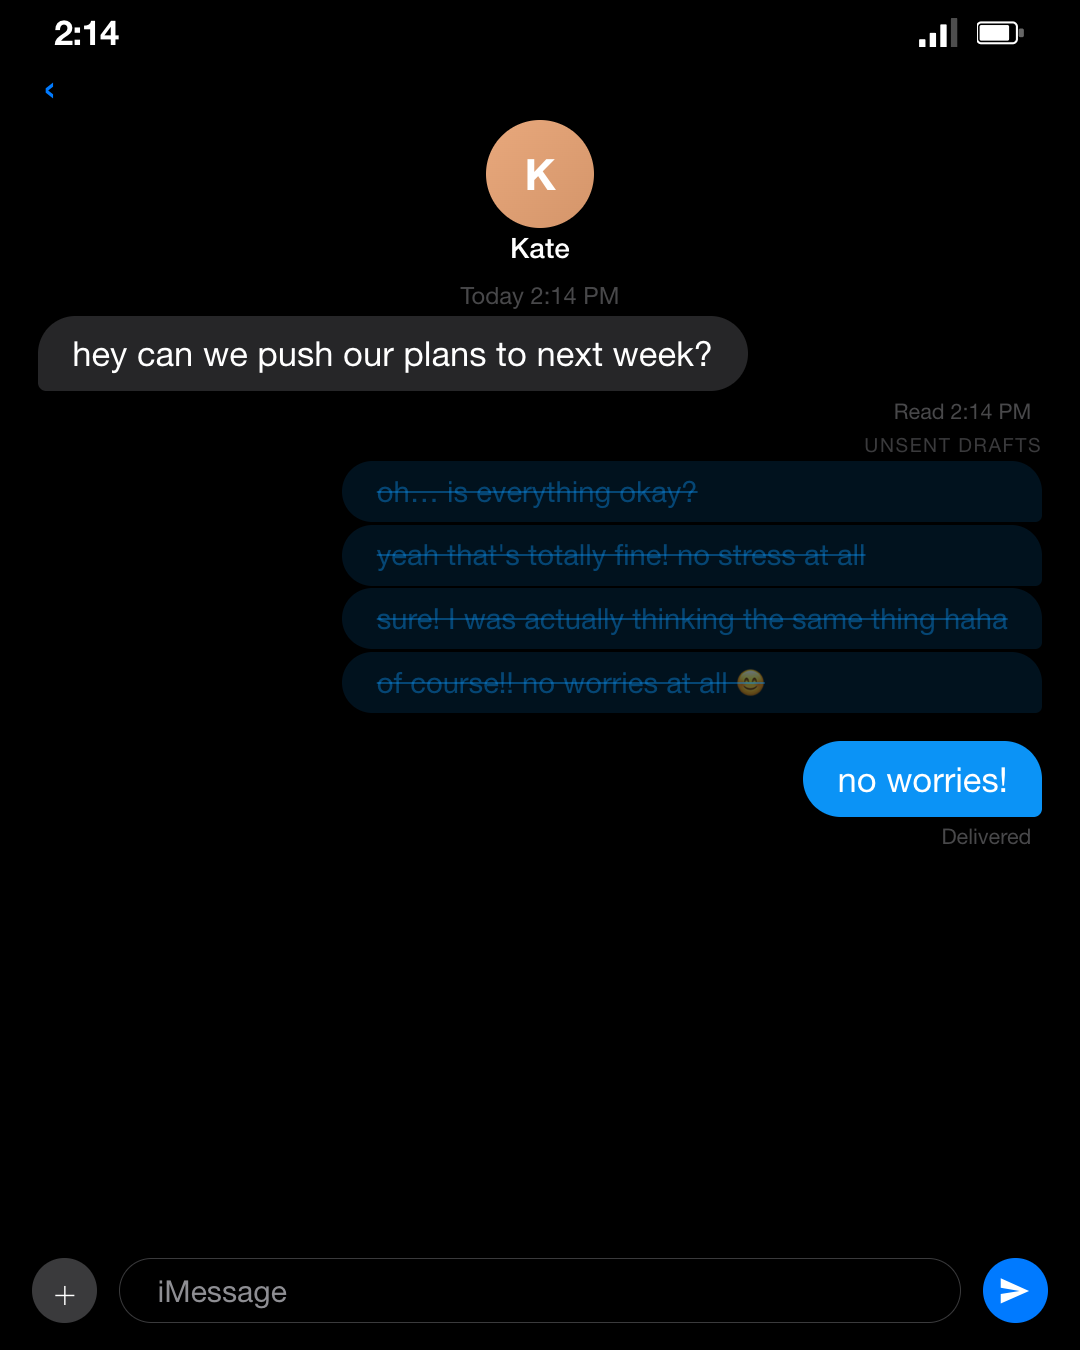 2:14
K
Kate
Today 2:14 PM
hey can we push our plans to next week?
Read 2:14 PM
UNSENT DRAFTS
oh... is everything okay?
yeah that's totally fine! no stress at all
sure! I was actually thinking the same thing haha
of course!! no worries at all 😊
no worries!
Delivered
iMessage